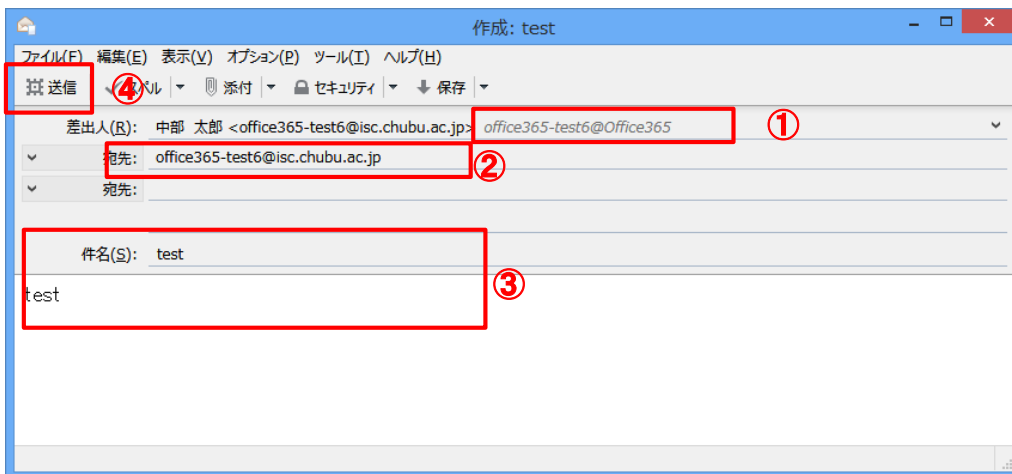 作成: test
ファイル(F) 編集(E) 表示(V) オプション(P) ツール(T) ヘルプ(H)
送信 ④ スペル 添付 セキュリティ 保存
差出人(R): 中部 太郎 <office365-test6@isc.chubu.ac.jp> office365-test6@Office365 ①
宛先: office365-test6@isc.chubu.ac.jp ②
宛先:
件名(S): test
③
test